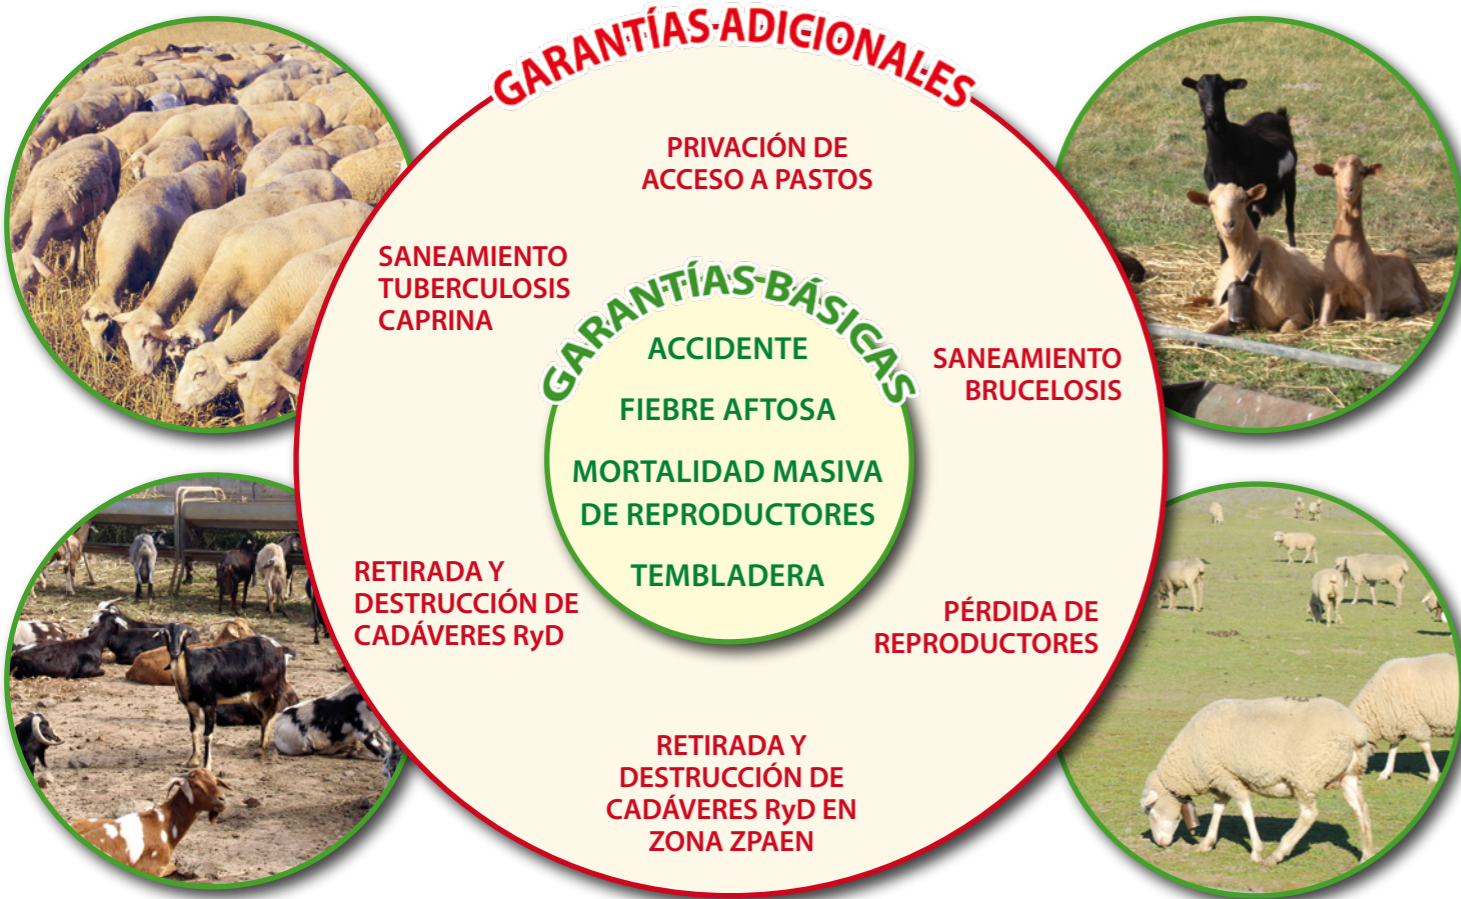 GARANTÍAS ADICIONALES
PRIVACIÓN DE
ACCESO A PASTOS
SANEAMIENTO
TUBERCULOSIS
CAPRINA
SANEAMIENTO
BRUCELOSIS
GARANTÍAS BÁSICAS
ACCIDENTE
FIEBRE AFTOSA
MORTALIDAD MASIVA
DE REPRODUCTORES
TEMBLADERA
RETIRADA Y
DESTRUCCIÓN DE
CADÁVERES RyD
PÉRDIDA DE
REPRODUCTORES
RETIRADA Y
DESTRUCCIÓN DE
CADÁVERES RyD EN
ZONA ZPAEN